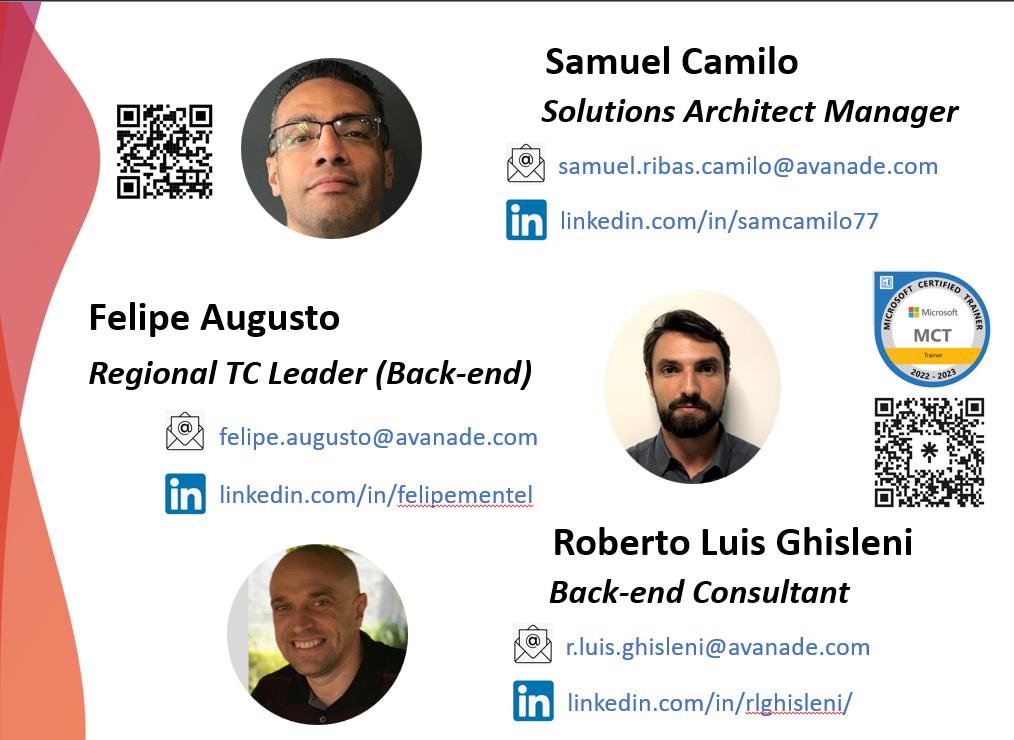 Samuel Camilo
Solutions Architect Manager
samuel.ribas.camilo@avanade.com
in linkedin.com/in/samcamilo77
Felipe Augusto
Regional TC Leader (Back-end)
felipe.augusto@avanade.com
in linkedin.com/in/felipementel
MICROSOFT CERTIFIED TRAINER
Microsoft
MCT
Trainer
2022 - 2023
Roberto Luis Ghisleni
Back-end Consultant
r.luis.ghisleni@avanade.com
in linkedin.com/in/rlghisleni/